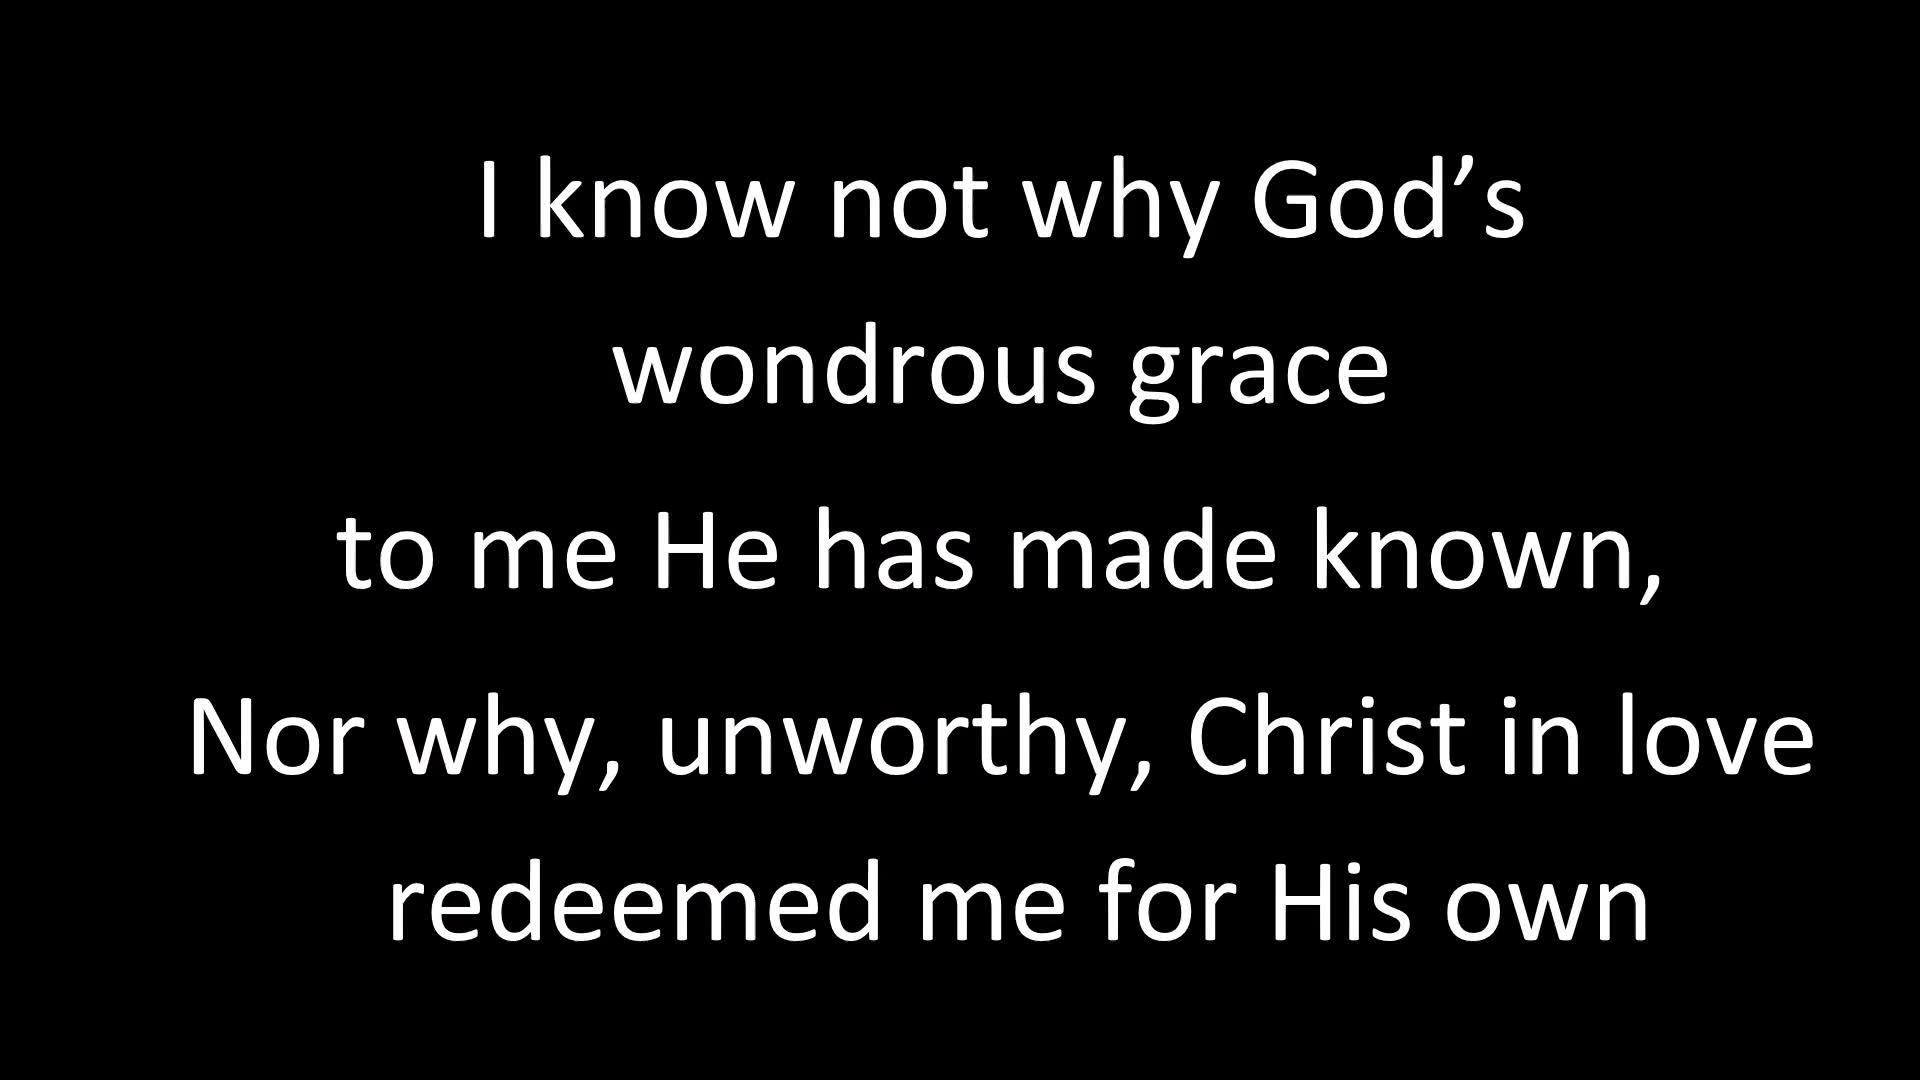 I know not why God’s
wondrous grace
to me He has made known,
Nor why, unworthy, Christ in love
redeemed me for His own